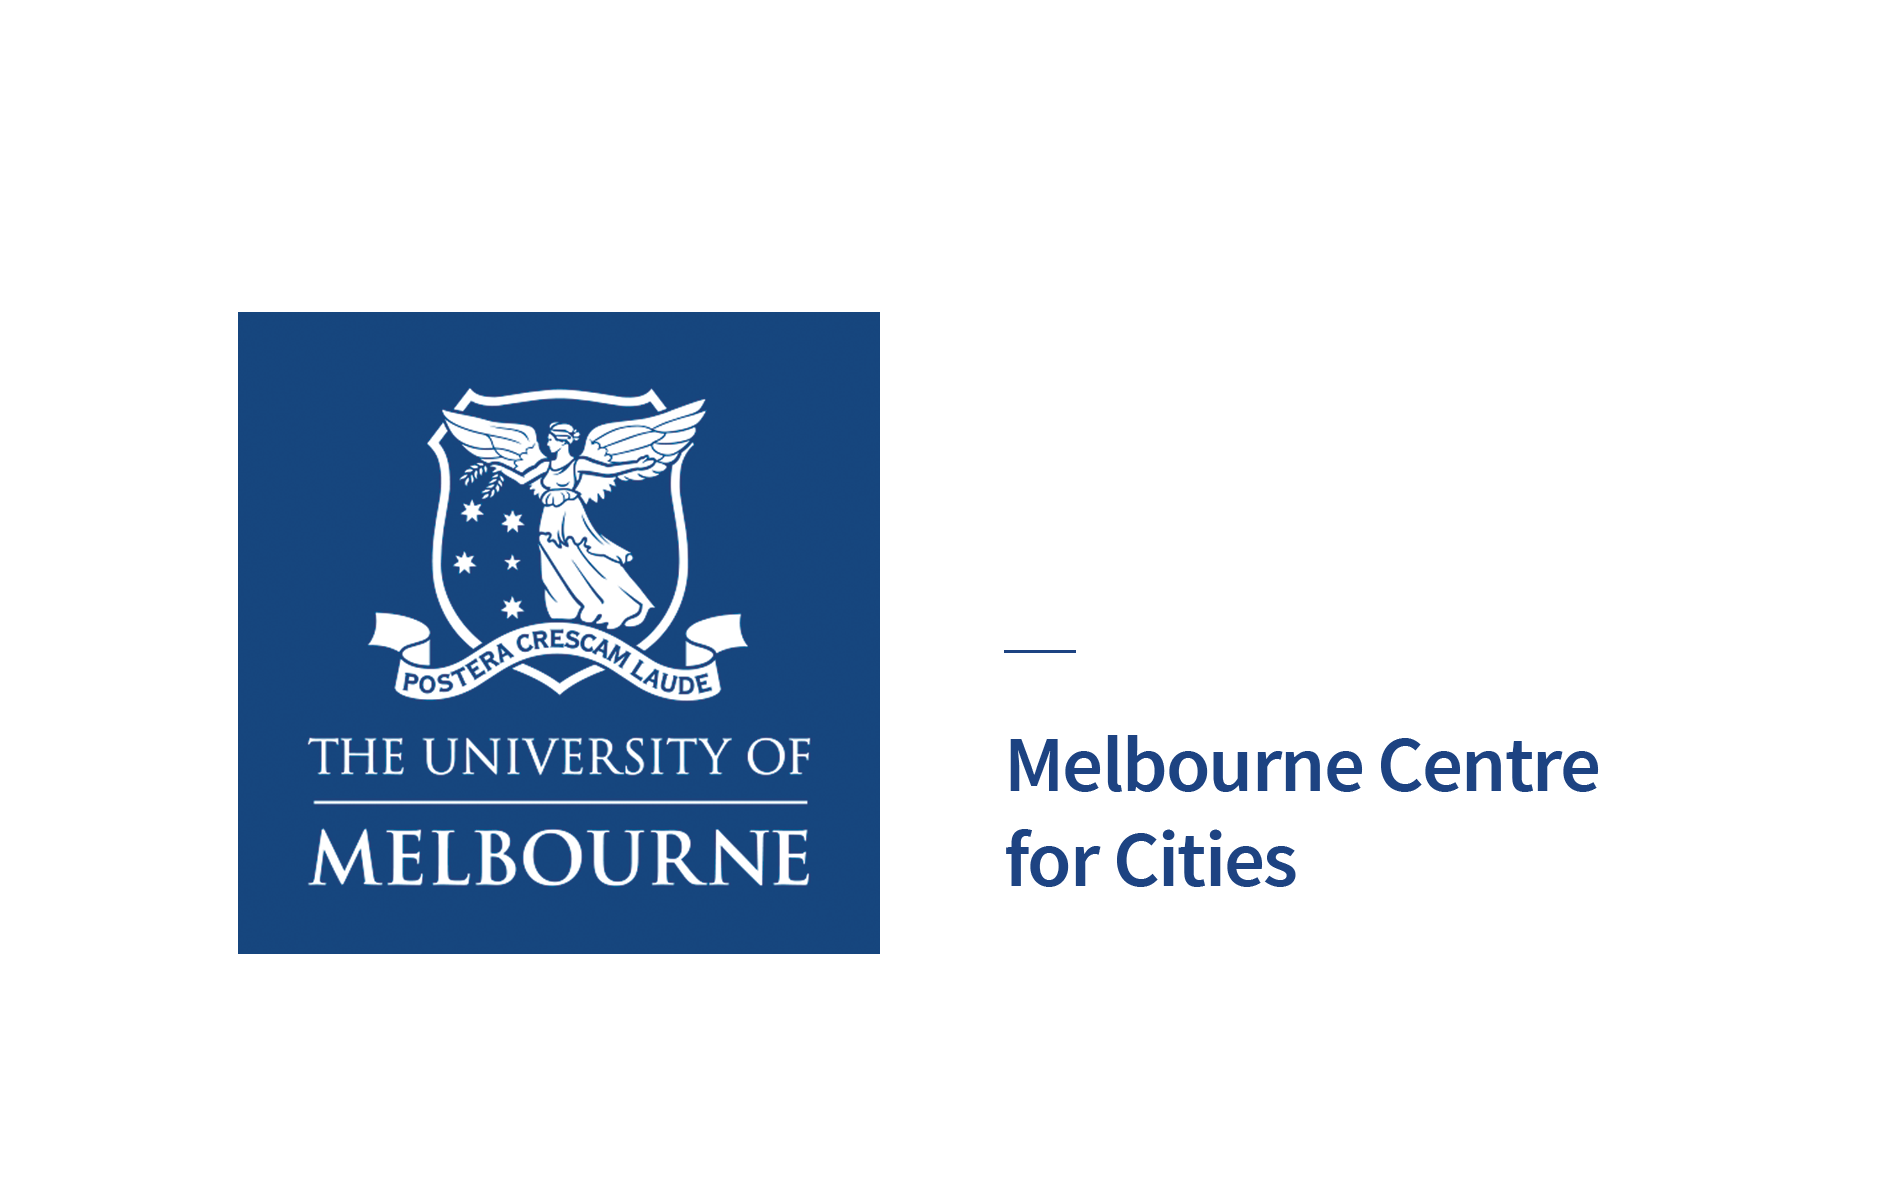 POSTERA CRESCAM LAUDE
THE UNIVERSITY OF
MELBOURNE
Melbourne Centre
for Cities